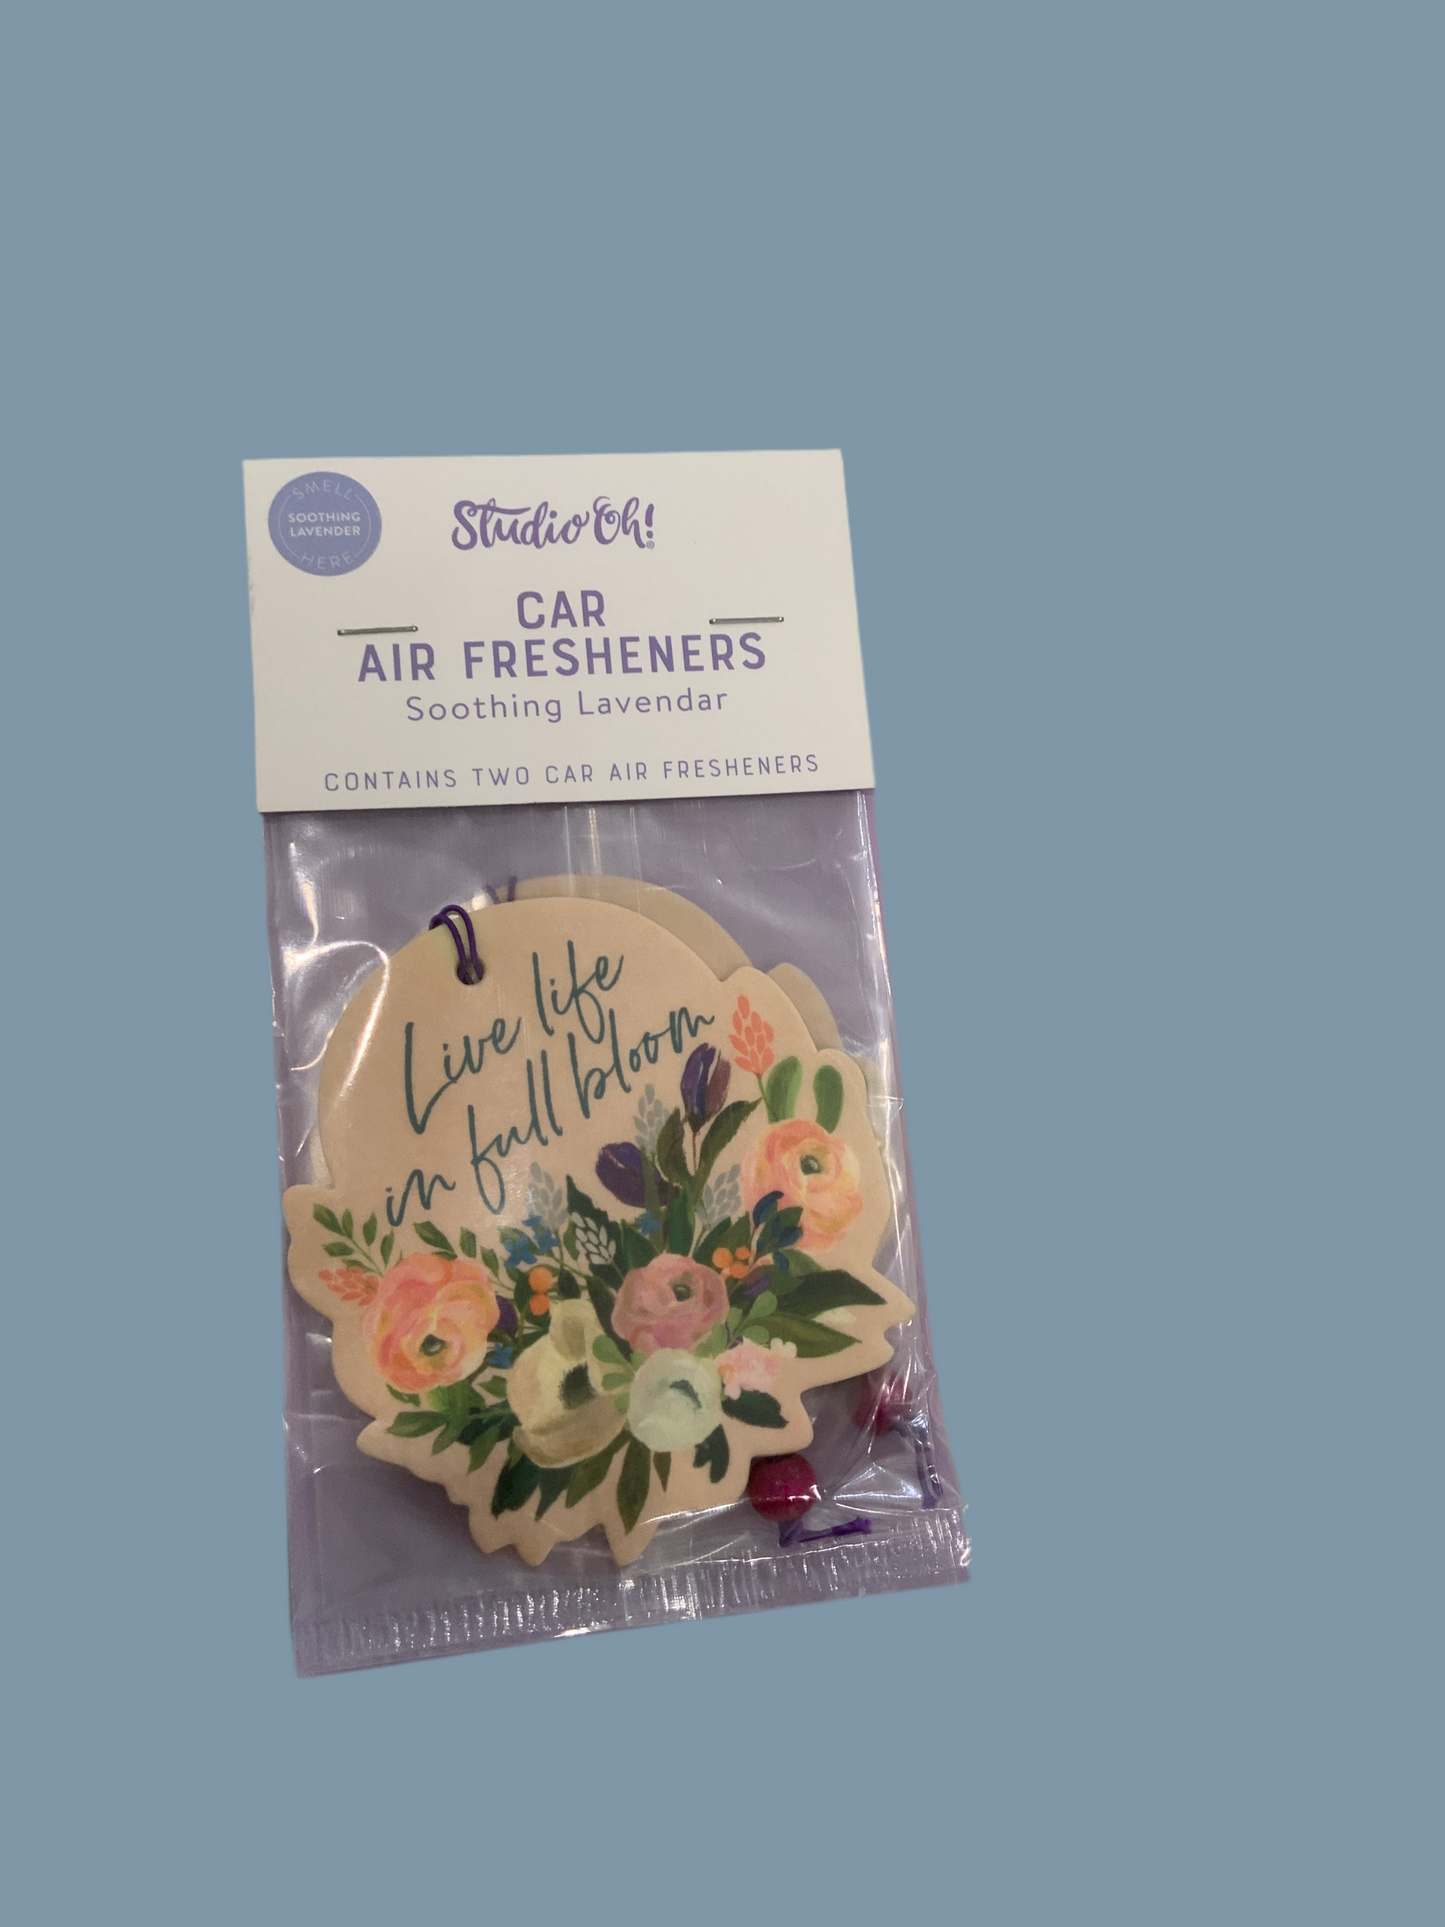 SMELL
SOOTHING
LAVENDER
HERE
Studio Oh!®
CAR
AIR FRESHENERS
Soothing Lavendar
CONTAINS TWO CAR AIR FRESHENERS
Live life
in full bloom